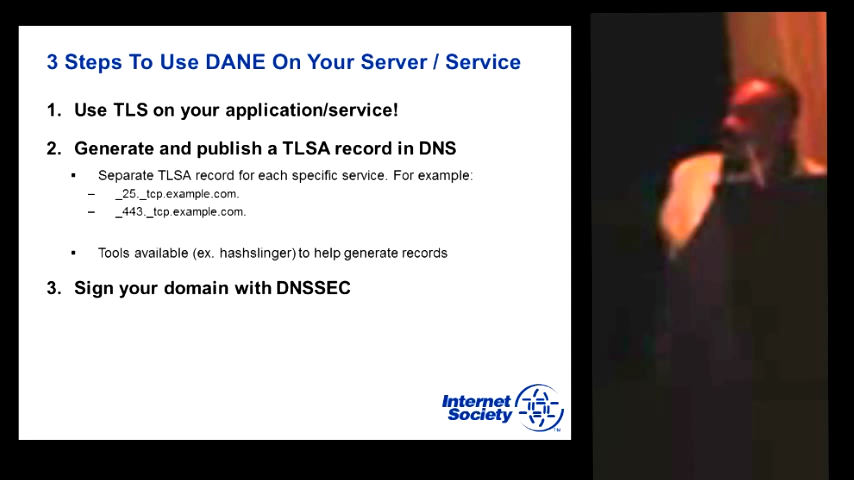 3 Steps To Use DANE On Your Server / Service
1. Use TLS on your application/service!
2. Generate and publish a TLSA record in DNS
▪ Separate TLSA record for each specific service. For example:
– _25._tcp.example.com.
– _443._tcp.example.com.
▪ Tools available (ex. hashslinger) to help generate records
3. Sign your domain with DNSSEC
Internet
Society
TM